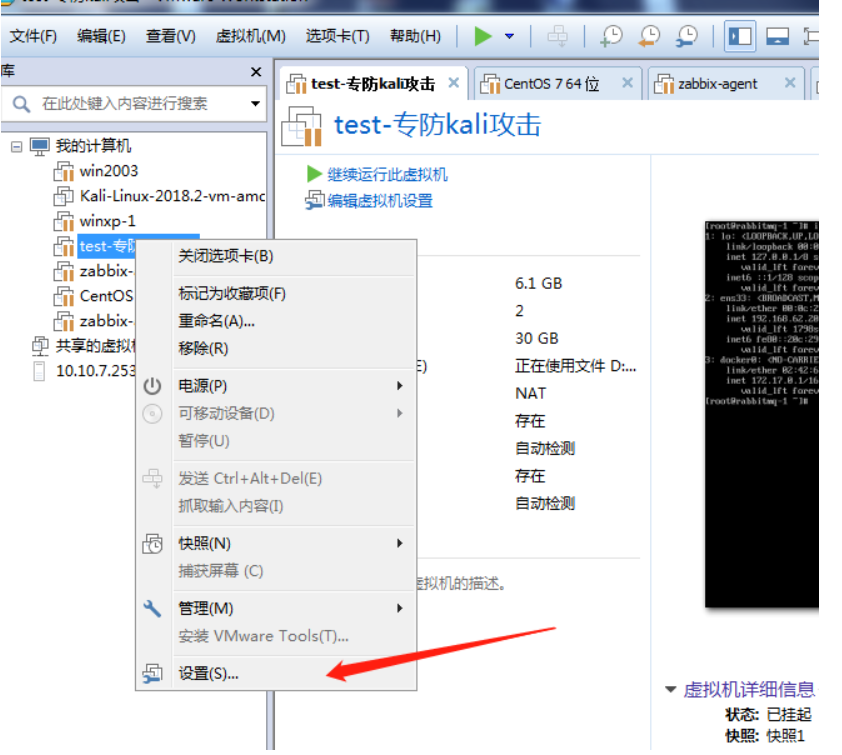 文件(F) 编辑(E) 查看(V) 虚拟机(M) 选项卡(T) 帮助(H)
库
在此处键入内容进行搜索
我的计算机
win2003
Kali-Linux-2018.2-vm-amc
winxp-1
test-专防
zabbix-
CentOS
zabbix-
共享的虚拟机
10.10.7.253
test-专防kali攻击 CentOS 7 64 位 zabbix-agent
test-专防kali攻击
继续运行此虚拟机
编辑虚拟机设置
关闭选项卡(B)
标记为收藏项(F)
重命名(A)...
移除(R)
电源(P)
可移动设备(D)
暂停(U)
发送 Ctrl+Alt+Del(E)
抓取输入内容(I)
快照(N)
捕获屏幕 (C)
管理(M)
安装 VMware Tools(T)...
设置(S)...
6.1 GB
2
30 GB
正在使用文件 D:...
NAT
存在
自动检测
存在
自动检测
虚拟机的描述。
[root@rabbitmq-1 ~]# i
1: lo: <LOOPBACK,UP,LO
link/loopback 00:0
inet 127.0.0.1/8 s
valid_lft forev
inet6 ::1/128 scop
valid_lft forev
2: ens33: <BROADCAST,M
link/ether 00:0c:2
inet 192.168.62.20
valid_lft 1798s
inet6 fe80::20c:29
valid_lft forev
3: docker0: <NO-CARRIE
link/ether 02:42:6
inet 172.17.0.1/16
valid_lft forev
[root@rabbitmq-1 ~]#
虚拟机详细信息
状态: 已挂起
快照: 快照1